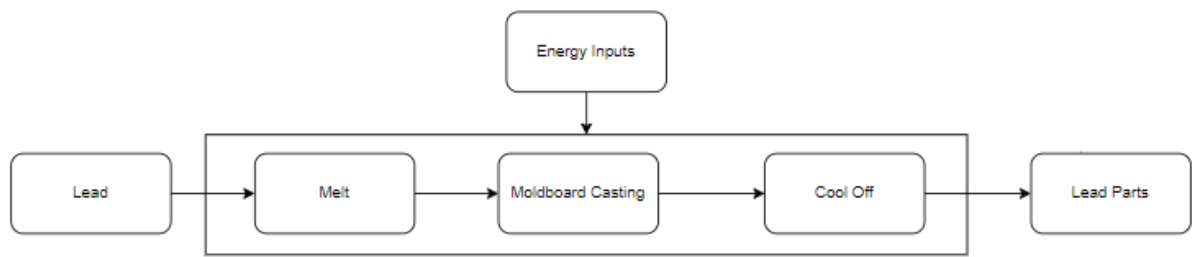 Energy Inputs
Lead
Melt
Moldboard Casting
Cool Off
Lead Parts